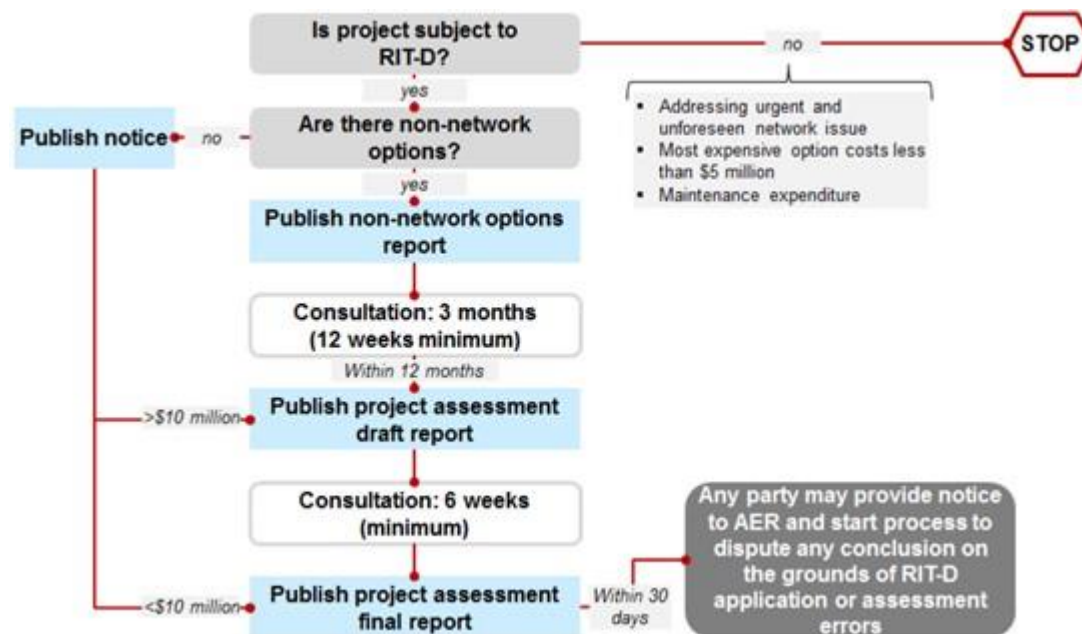 Is project subject to
RIT-D?
no
STOP
yes
▪ Addressing urgent and
unforeseen network issue
▪ Most expensive option costs less
than $5 million
▪ Maintenance expenditure
Publish notice
no
Are there non-network
options?
yes
Publish non-network options
report
Consultation: 3 months
(12 weeks minimum)
Within 12 months
>$10 million
Publish project assessment
draft report
Consultation: 6 weeks
(minimum)
<$10 million
Publish project assessment
final report
Within 30
days
Any party may provide notice
to AER and start process to
dispute any conclusion on
the grounds of RIT-D
application or assessment
errors